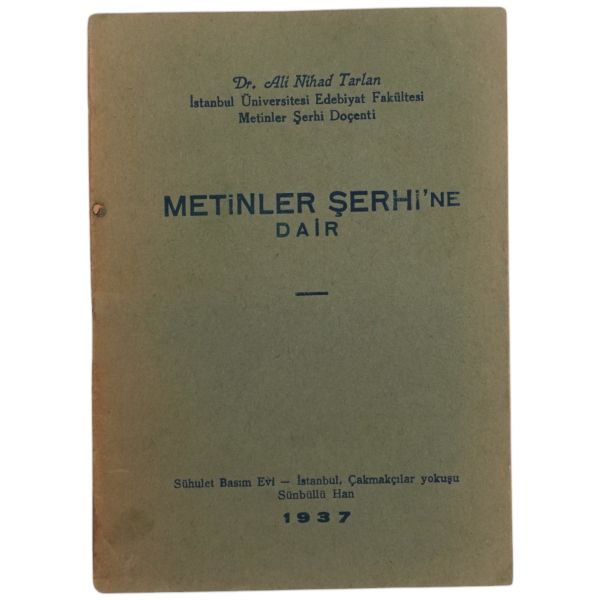 Dr. Ali Nihad Tarlan
İstanbul Üniversitesi Edebiyat Fakültesi
Metinler Şerhi Doçenti
METİNLER ŞERHİ'NE
DAİR
Sühulet Basım Evi — İstanbul, Çakmakçılar yokuşu
Sünbüllü Han
1937